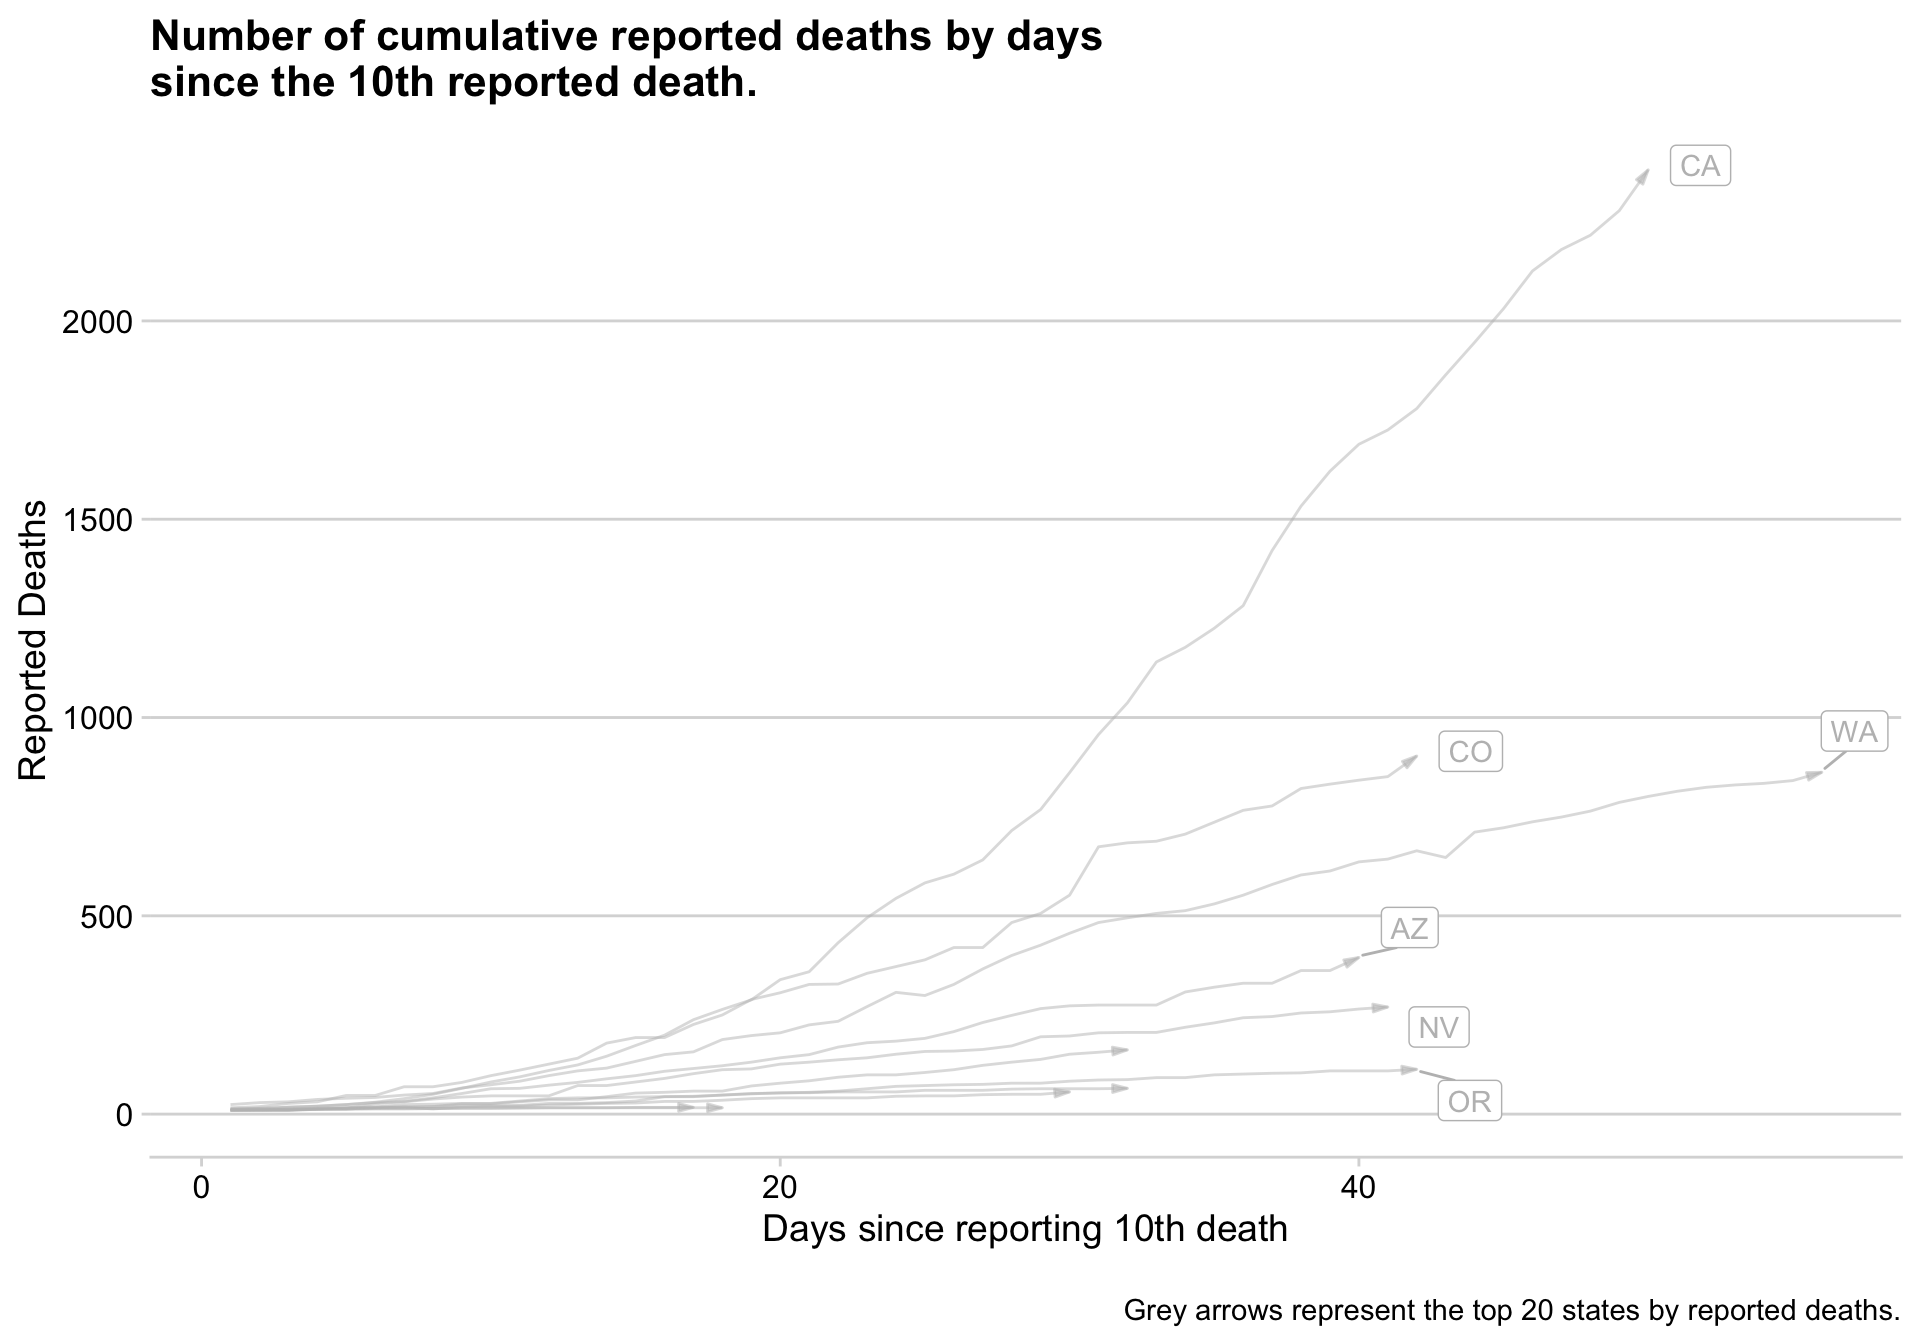 Number of cumulative reported deaths by days
since the 10th reported death.
CA
2000
1500
Reported Deaths
1000
WA
CO
500
AZ
NV
OR
0
0 20 40
Days since reporting 10th death
Grey arrows represent the top 20 states by reported deaths.